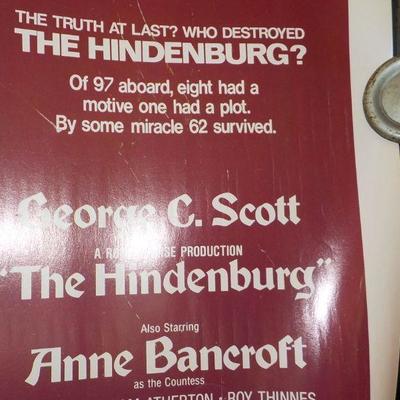 THE TRUTH AT LAST? WHO DESTROYED
THE HINDENBURG?
Of 97 aboard, eight had a
motive one had a plot.
By some miracle 62 survived.
George C. Scott
A PRODUCTION
"The Hindenburg"
Also Starring
Anne Bancroft
as the Countess
ATHERTON · ROY THINNES